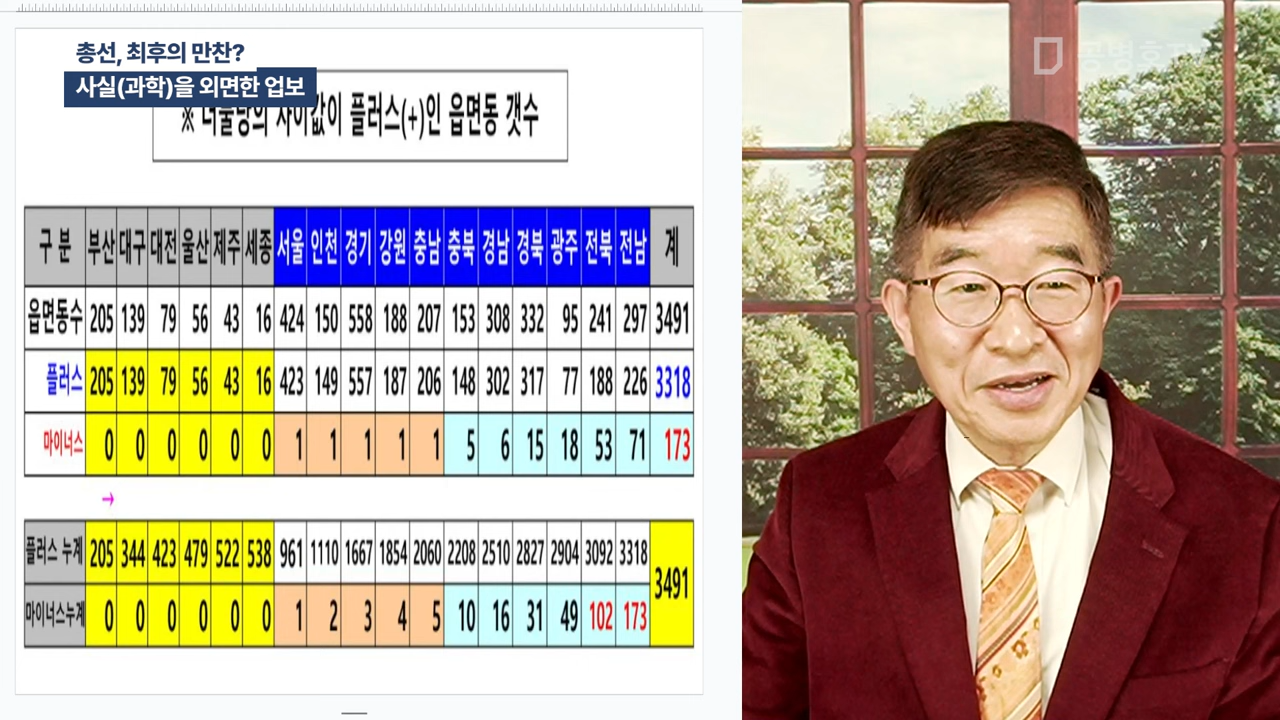 총선, 최후의 만찬?
사실(과학)을 외면한 업보
※ 더불당의 사이값이 플러스(+)인 읍면동 갯수
구 분 부산 대구 대전 울산 제주 세종 서울 인천 경기 강원 충남 충북 경남 경북 광주 전북 전남 계
읍면동수 205 139 79 56 43 16 424 150 558 188 207 153 308 332 95 241 297 3491
플러스 205 139 79 56 43 16 423 149 557 187 206 148 302 317 77 188 226 3318
마이너스 0 0 0 0 0 0 1 1 1 1 1 5 6 15 18 53 71 173
→
플러스 누계 205 344 423 479 522 538 961 1110 1667 1854 2060 2208 2510 2827 2904 3092 3318
3491
마이너스누계 0 0 0 0 0 0 1 2 3 4 5 10 16 31 49 102 173
공병호TV